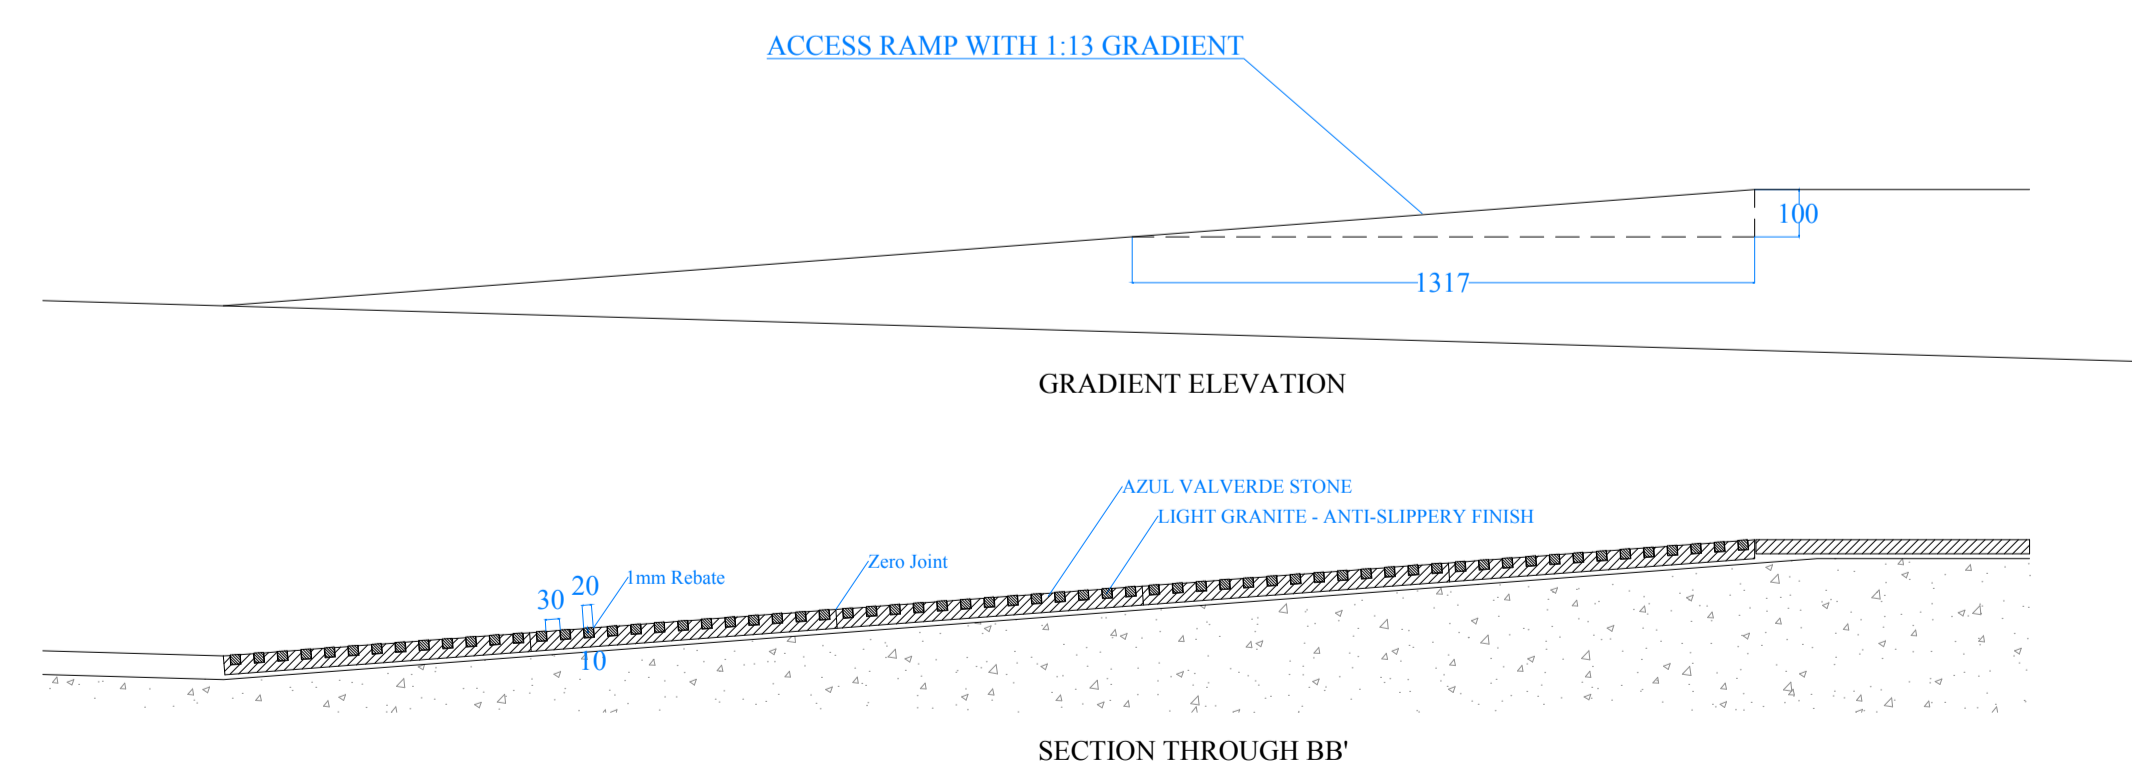 ACCESS RAMP WITH 1:13 GRADIENT
100
1317
GRADIENT ELEVATION
AZUL VALVERDE STONE
LIGHT GRANITE - ANTI-SLIPPERY FINISH
Zero Joint
1mm Rebate
20
30
10
SECTION THROUGH BB'